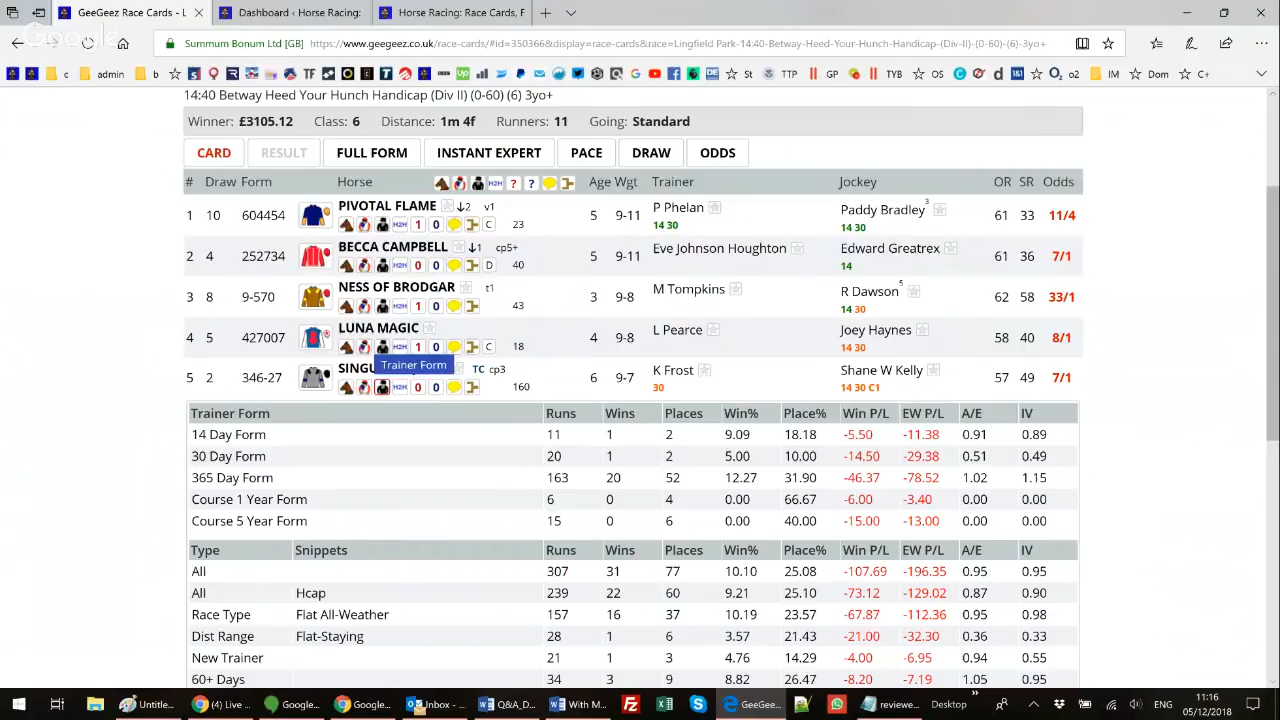 GeeGeez Race Cards - L
Dashboard - Horse Racing:
Horse Racing: Race Cards, F
Google
Summum Bonum Ltd [GB] https://www.geegeez.co.uk/race-cards/#id=350366&display=race-cards&race=Lingfield Park-14:40-Betway-Heed-Your-Hunch-Handicap-(Div-II)-(0-60)-(6)-3yo+
c admin b TF St TTP GP TYB OS o2 IM Dom C+
14:40 Betway Heed Your Hunch Handicap (Div II) (0-60) (6) 3yo+
Winner: £3105.12 Class: 6 Distance: 1m 4f Runners: 11 Going: Standard
CARD RESULT FULL FORM INSTANT EXPERT PACE DRAW ODDS
# Draw Form Horse H2H ? ? Age Wgt Trainer Jockey OR SR Odds
1 10 604454 PIVOTAL FLAME ↓2 v1 5 9-11 P Phelan Paddy Bradley 3 61 33 11/4
H2H 1 0 C 23 14 30 14 30
2 4 252734 BECCA CAMPBELL ↓1 cp5+ 5 9-11 Eve Johnson Houghton Edward Greatrex 61 36 7/1
H2H 0 0 D 40 14
3 8 9-570 NESS OF BRODGAR t1 3 9-8 M Tompkins R Dawson 5 62 58 33/1
H2H 1 0 43 14 30
4 5 427007 LUNA MAGIC 4 9-8 L Pearce Joey Haynes 58 40 8/1
H2H 1 0 C 18 14 30
Trainer Form
5 2 346-27 SINGU TC cp3 6 9-7 K Frost Shane W Kelly 57 49 7/1
H2H 0 0 160 30 14 30 C1
Trainer Form Runs Wins Places Win% Place% Win P/L EW P/L A/E IV
14 Day Form 11 1 2 9.09 18.18 -5.50 -11.38 0.91 0.89
30 Day Form 20 1 2 5.00 10.00 -14.50 -29.38 0.51 0.49
365 Day Form 163 20 52 12.27 31.90 -46.37 -78.52 1.02 1.15
Course 1 Year Form 6 0 4 0.00 66.67 -6.00 -3.40 0.00 0.00
Course 5 Year Form 15 0 6 0.00 40.00 -15.00 -13.00 0.00 0.00
Type Snippets Runs Wins Places Win% Place% Win P/L EW P/L A/E IV
All 307 31 77 10.10 25.08 -107.69 -196.35 0.95 0.95
All Hcap 239 22 60 9.21 25.10 -73.12 -129.02 0.87 0.90
Race Type Flat All-Weather 157 16 37 10.19 23.57 -67.87 -112.36 0.95 0.98
Dist Range Flat-Staying 28 1 6 3.57 21.43 -21.00 -32.30 0.36 0.33
New Trainer 21 1 3 4.76 14.29 -4.00 -6.95 0.94 0.55
60+ Days 34 3 9 8.82 26.47 -8.20 -7.19 1.05 0.95
Untitle... (4) Live ... Google... Google... Inbox - ... Q&A_D... With M... GeeGee... reviewe... Desktop » ENG 11:16
05/12/2018